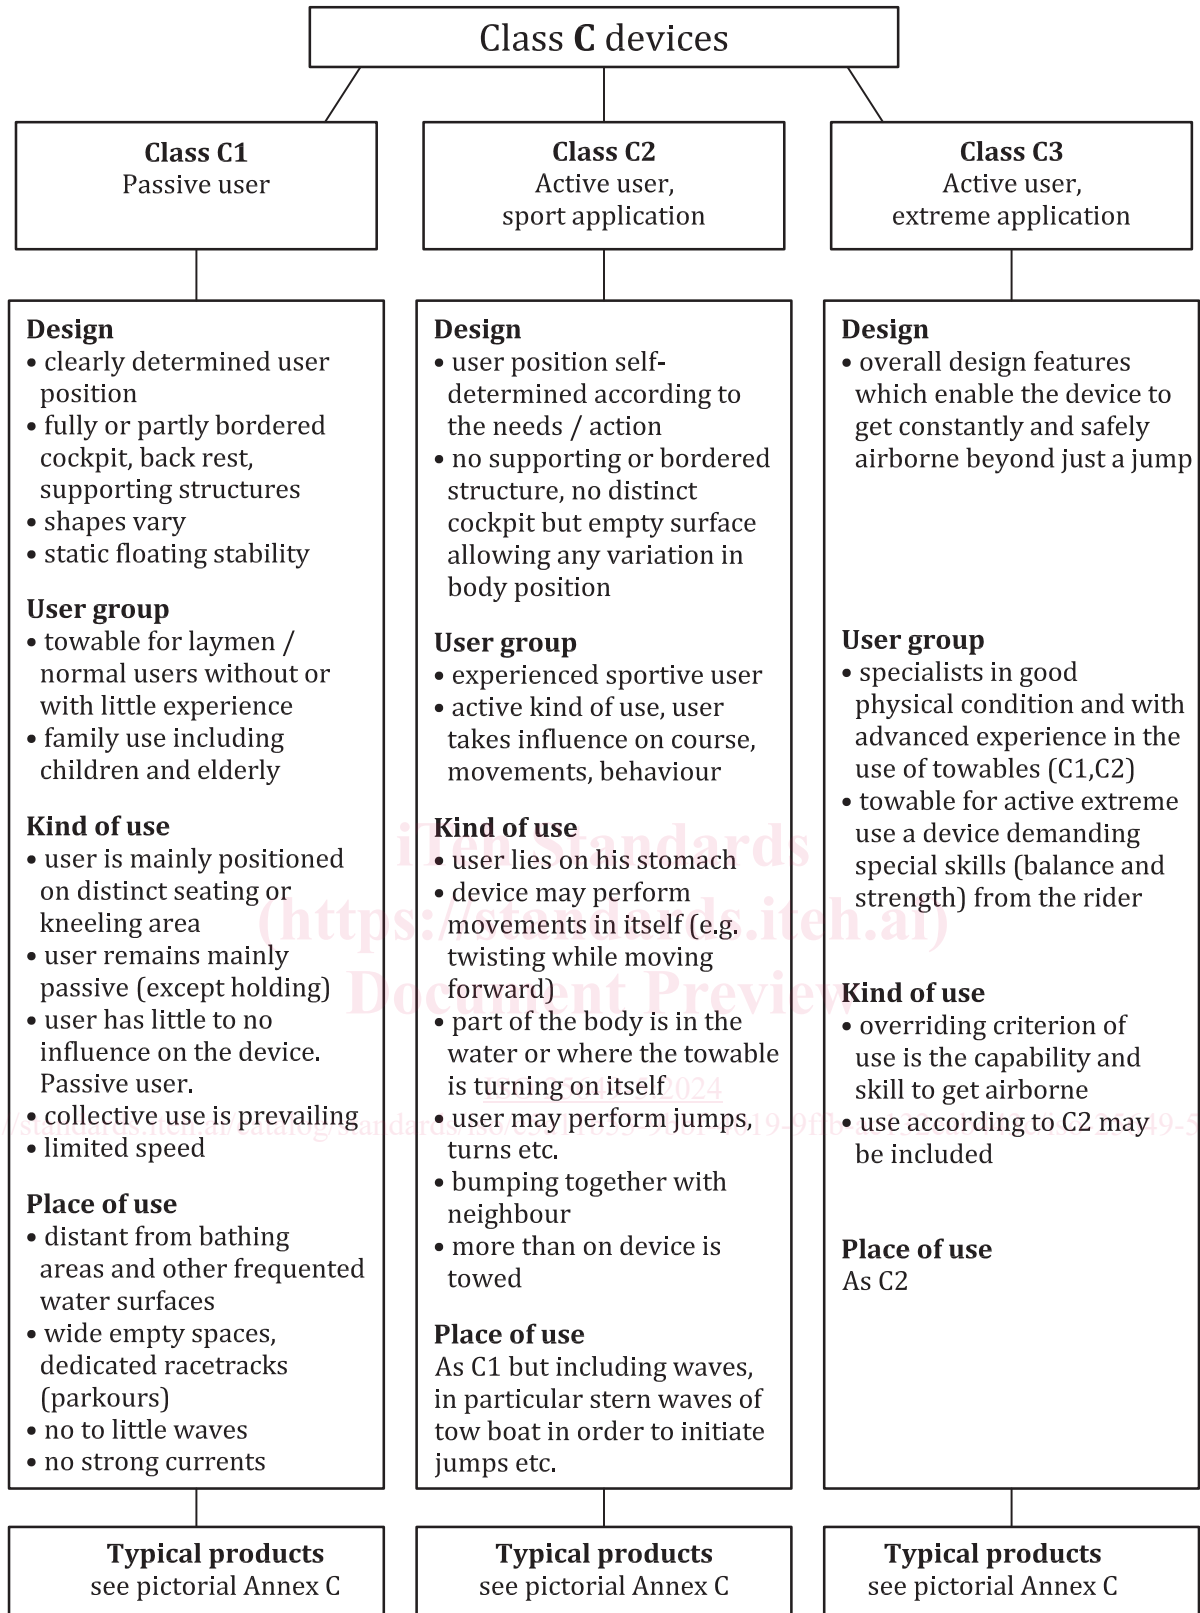 Class C devices
Class C1
Passive user
Class C2
Active user,
sport application
Class C3
Active user,
extreme application
Design
• clearly determined user
position
• fully or partly bordered
cockpit, back rest,
supporting structures
• shapes vary
• static floating stability
User group
• towable for laymen /
normal users without or
with little experience
• family use including
children and elderly
Kind of use
• user is mainly positioned
on distinct seating or
kneeling area
• user remains mainly
passive (except holding)
• user has little to no
influence on the device.
Passive user.
• collective use is prevailing
• limited speed
Place of use
• distant from bathing
areas and other frequented
water surfaces
• wide empty spaces,
dedicated racetracks
(parkours)
• no to little waves
• no strong currents
Design
• user position self-
determined according to
the needs / action
• no supporting or bordered
structure, no distinct
cockpit but empty surface
allowing any variation in
body position
User group
• experienced sportive user
• active kind of use, user
takes influence on course,
movements, behaviour
Kind of use
• user lies on his stomach
• device may perform
movements in itself (e.g.
twisting while moving
forward)
• part of the body is in the
water or where the towable
is turning on itself
• user may perform jumps,
turns etc.
• bumping together with
neighbour
• more than on device is
towed
Place of use
As C1 but including waves,
in particular stern waves of
tow boat in order to initiate
jumps etc.
Design
• overall design features
which enable the device to
get constantly and safely
airborne beyond just a jump
User group
• specialists in good
physical condition and with
advanced experience in the
use of towables (C1,C2)
• towable for active extreme
use a device demanding
special skills (balance and
strength) from the rider
Kind of use
• overriding criterion of
use is the capability and
skill to get airborne
• use according to C2 may
be included
Place of use
As C2
Typical products
see pictorial Annex C
Typical products
see pictorial Annex C
Typical products
see pictorial Annex C
iTeh Standards
(https://standards.iteh.ai)
Document Preview